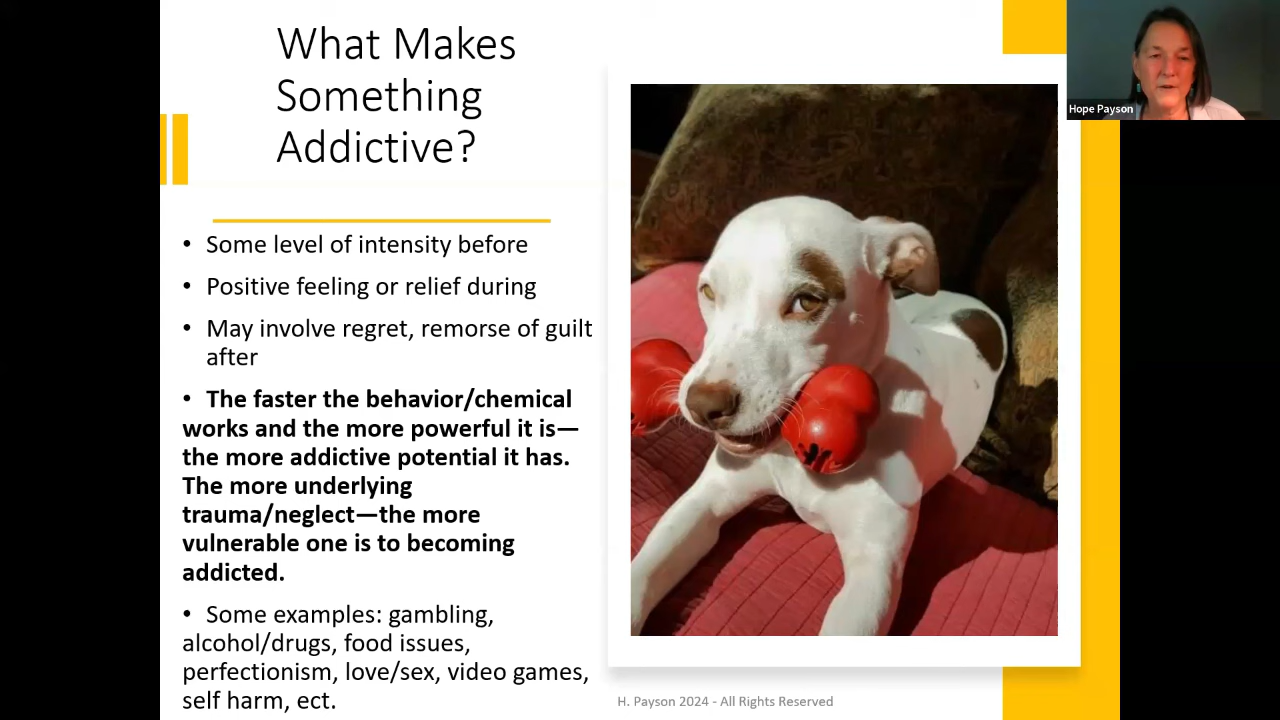 What Makes
Something
Addictive?
Hope Payson
• Some level of intensity before
• Positive feeling or relief during
• May involve regret, remorse of guilt
after
• The faster the behavior/chemical
works and the more powerful it is—
the more addictive potential it has.
The more underlying
trauma/neglect—the more
vulnerable one is to becoming
addicted.
• Some examples: gambling,
alcohol/drugs, food issues,
perfectionism, love/sex, video games,
self harm, ect.
H. Payson 2024 - All Rights Reserved